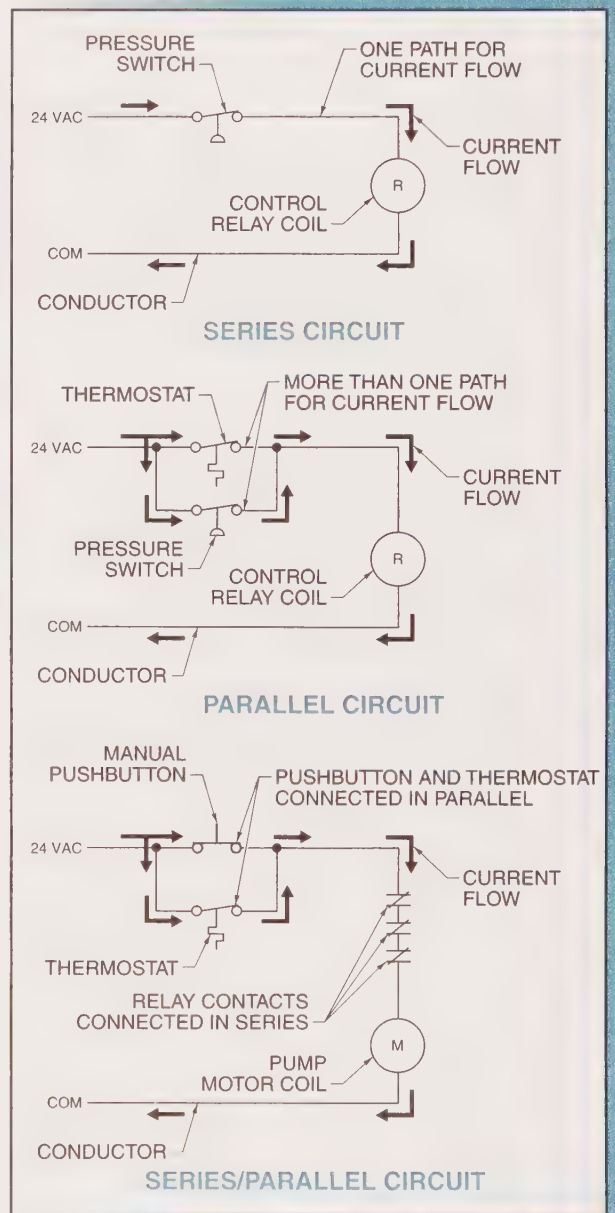 PRESSURE
SWITCH
ONE PATH FOR
CURRENT FLOW
24 VAC
CURRENT
FLOW
R
CONTROL
RELAY COIL
COM
CONDUCTOR
SERIES CIRCUIT
THERMOSTAT
MORE THAN ONE PATH
FOR CURRENT FLOW
24 VAC
CURRENT
FLOW
PRESSURE
SWITCH
R
CONTROL
RELAY COIL
COM
CONDUCTOR
PARALLEL CIRCUIT
MANUAL
PUSHBUTTON
PUSHBUTTON AND THERMOSTAT
CONNECTED IN PARALLEL
24 VAC
CURRENT
FLOW
THERMOSTAT
RELAY CONTACTS
CONNECTED IN SERIES
M
PUMP
MOTOR COIL
COM
CONDUCTOR
SERIES/PARALLEL CIRCUIT